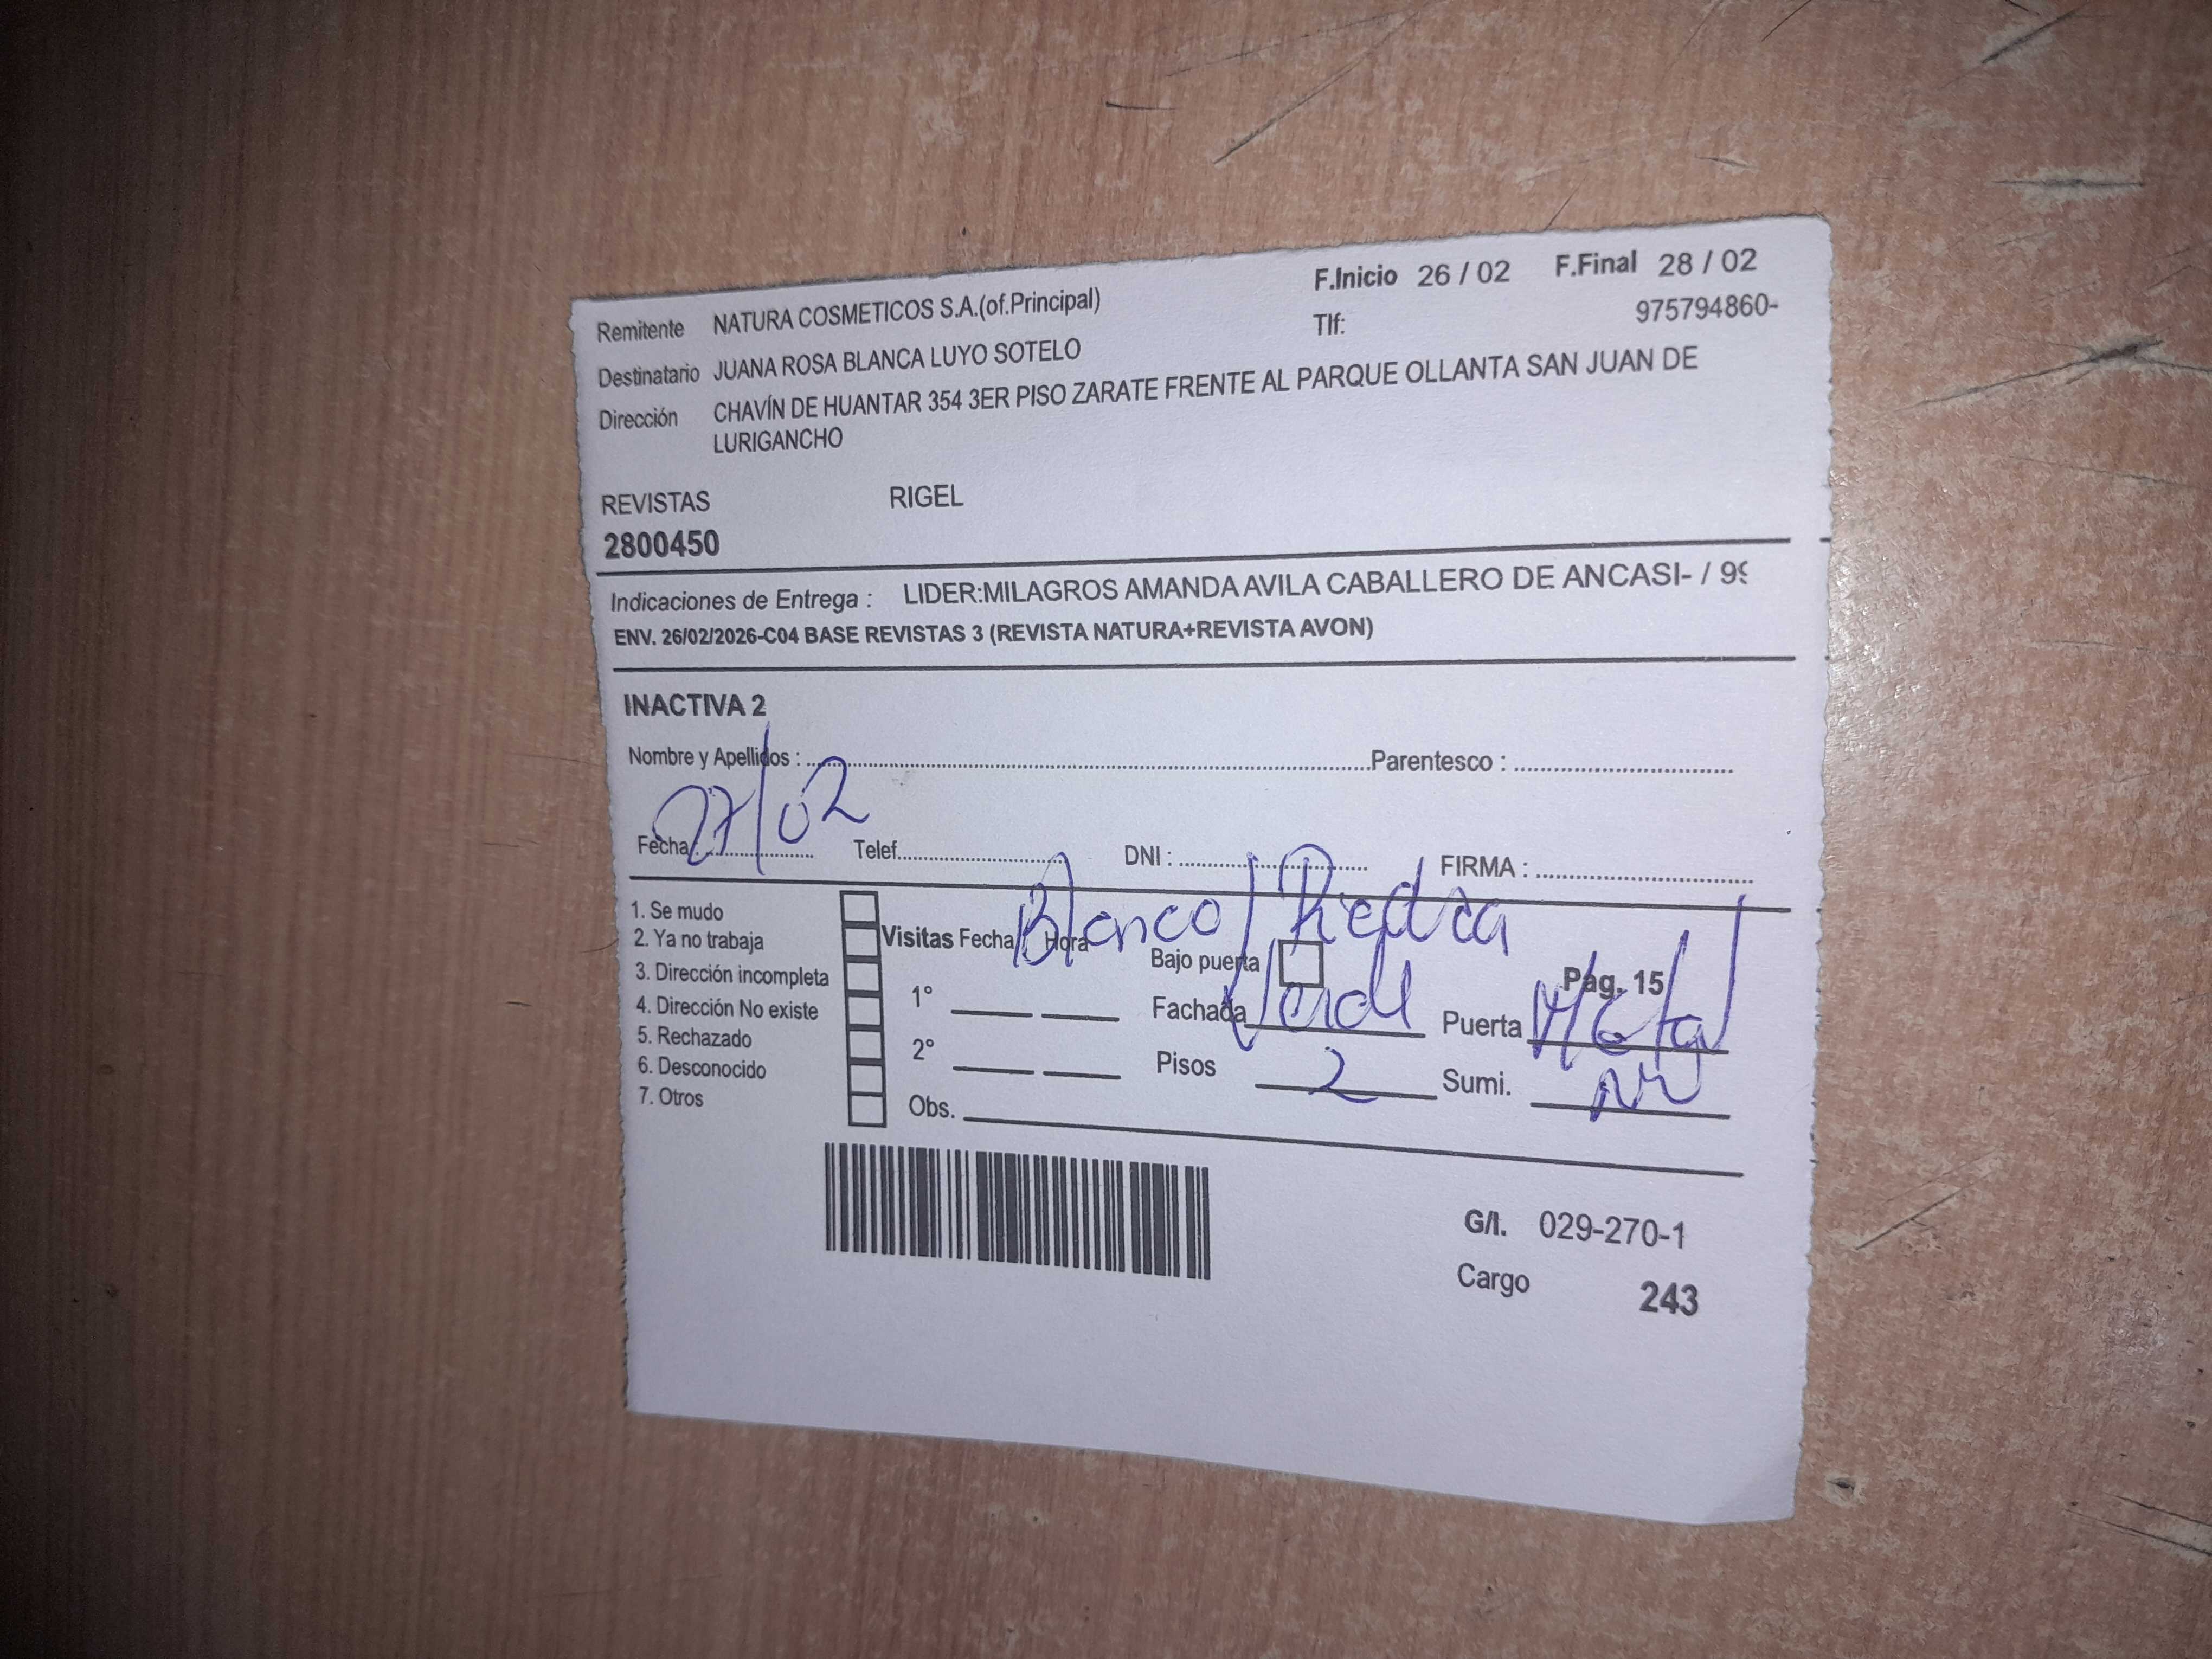 F.Inicio 26 / 02 F.Final 28 / 02
Remitente NATURA COSMETICOS S.A.(of.Principal) Tlf: 975794860-
Destinatario JUANA ROSA BLANCA LUYO SOTELO
Dirección CHAVÍN DE HUANTAR 354 3ER PISO ZARATE FRENTE AL PARQUE OLLANTA SAN JUAN DE
LURIGANCHO
REVISTAS RIGEL
2800450
Indicaciones de Entrega : LIDER:MILAGROS AMANDA AVILA CABALLERO DE ANCASI- / 99
ENV. 26/02/2026-C04 BASE REVISTAS 3 (REVISTA NATURA+REVISTA AVON)
INACTIVA 2
Nombre y Apellidos : Parentesco :
Fecha : 27/02 Telef. DNI : FIRMA :
Blanco/Piedra
1. Se mudo
2. Ya no trabaja Visitas Fecha Hora Bajo puerta
3. Dirección incompleta Pag. 15
4. Dirección No existe 1° Fachada Verde Puerta Metal
5. Rechazado
6. Desconocido 2° Pisos 2 Sumi.
7. Otros Obs.
G/I. 029-270-1
Cargo 243